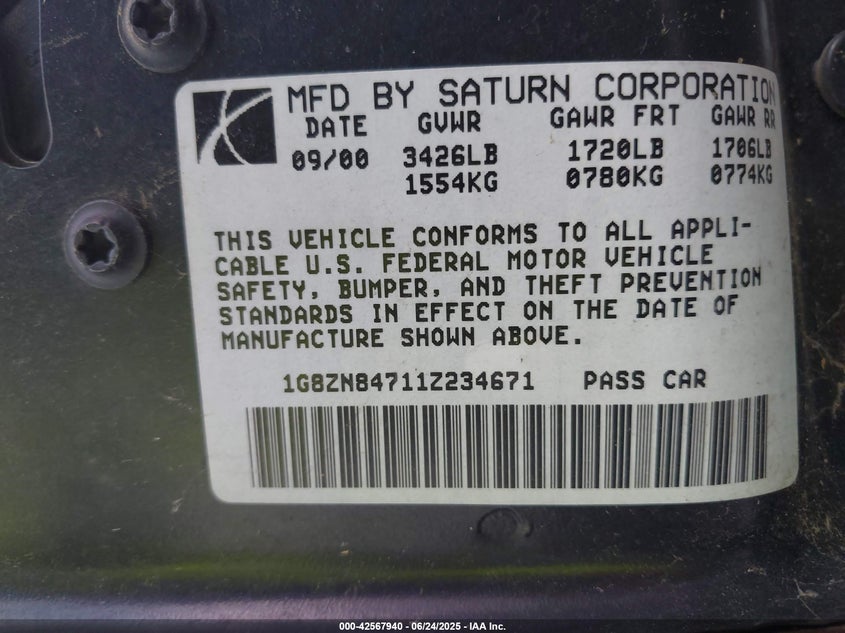 MFD BY SATURN CORPORATION
DATE GVWR GAWR FRT GAWR RR
09/00 3426LB 1720LB 1706LB
1554KG 0780KG 0774KG
THIS VEHICLE CONFORMS TO ALL APPLI-
CABLE U.S. FEDERAL MOTOR VEHICLE
SAFETY, BUMPER, AND THEFT PREVENTION
STANDARDS IN EFFECT ON THE DATE OF
MANUFACTURE SHOWN ABOVE.
1G8ZN84711Z234671 PASS CAR
000-42567940 - 06/24/2025 - IAA Inc.